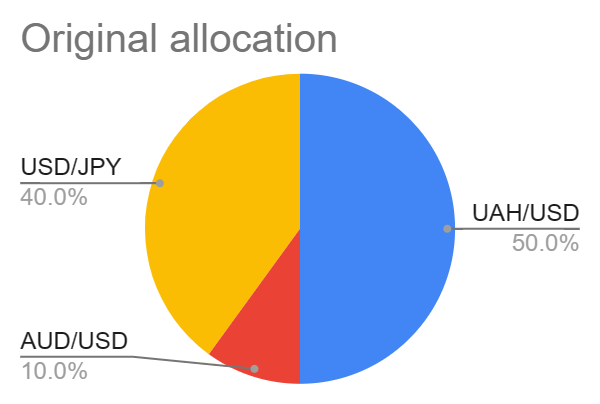 Original allocation
USD/JPY
40.0%
UAH/USD
50.0%
AUD/USD
10.0%